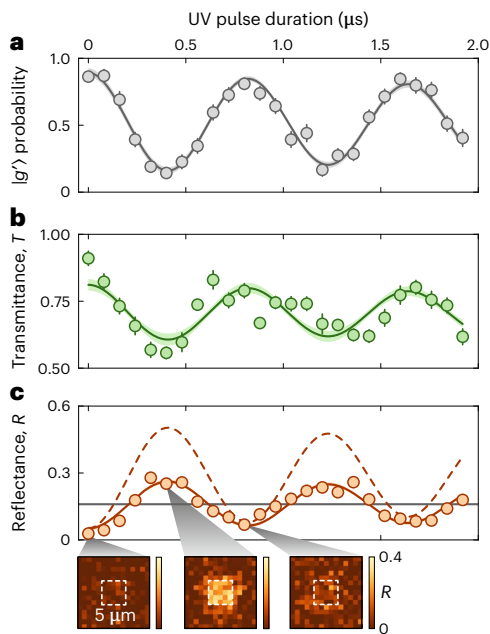 UV pulse duration (μs)
a
0
0.5
1.0
1.5
2.0
1.0
0.5
0
|g′⟩ probability
b
1.00
0.75
0.50
Transmittance, T
c
0.6
0.3
0
Reflectance, R
5 μm
0.4
R
0